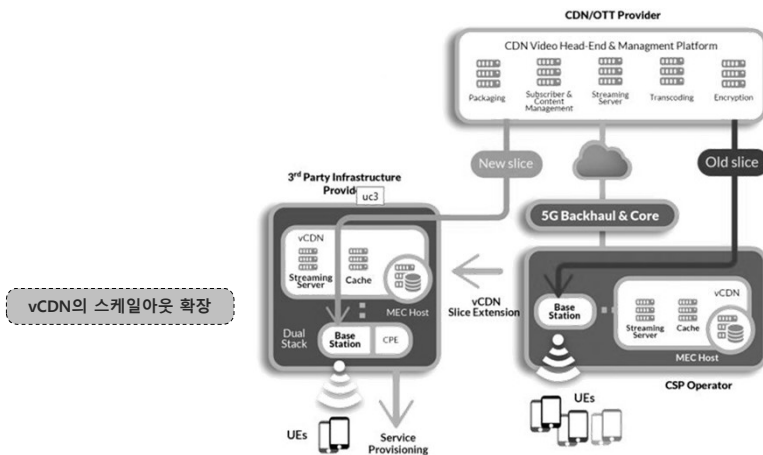 CDN/OTT Provider
CDN Video Head-End & Managment Platform
Packaging
Subscriber &
Content
Management
Streaming
Server
Transcoding
Encryption
New slice
Old slice
3rd Party Infrastructure
Provide
uc3
5G Backhaul & Core
vCDN
Streaming
Server
Cache
MEC Host
Dual
Stack
Base
Station
CPE
vCDN
Slice Extension
Base
Station
vCDN
Streaming
Server
Cache
MEC Host
CSP Operator
vCDN의 스케일아웃 확장
UEs
Service
Provisioning
UEs